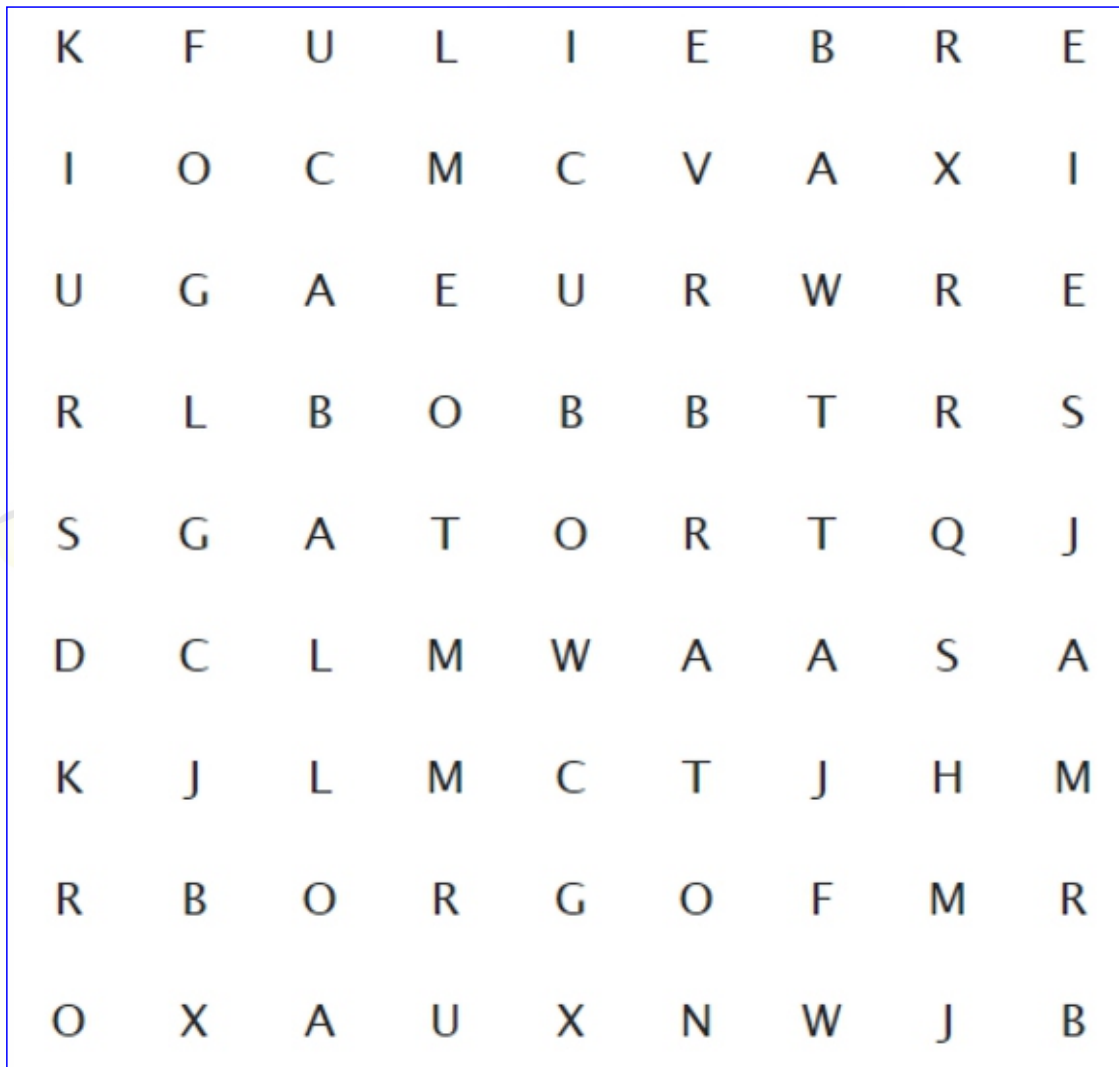 K F U L I E B R E
I O C M C V A X I
U G A E U R W R E
R L B O B B T R S
S G A T O R T Q J
D C L M W A A S A
K J L M C T J H M
R B O R G O F M R
O X A U X N W J B